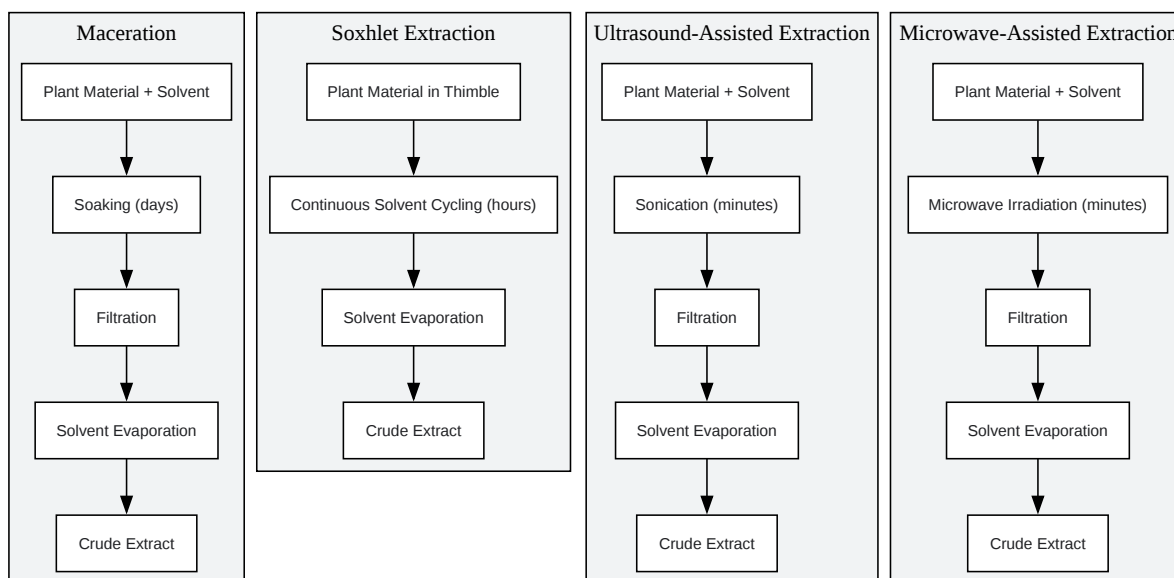 Maceration
Plant Material + Solvent
Soaking (days)
Filtration
Solvent Evaporation
Crude Extract
Soxhlet Extraction
Plant Material in Thimble
Continuous Solvent Cycling (hours)
Solvent Evaporation
Crude Extract
Ultrasound-Assisted Extraction
Plant Material + Solvent
Sonication (minutes)
Filtration
Solvent Evaporation
Crude Extract
Microwave-Assisted Extraction
Plant Material + Solvent
Microwave Irradiation (minutes)
Filtration
Solvent Evaporation
Crude Extract